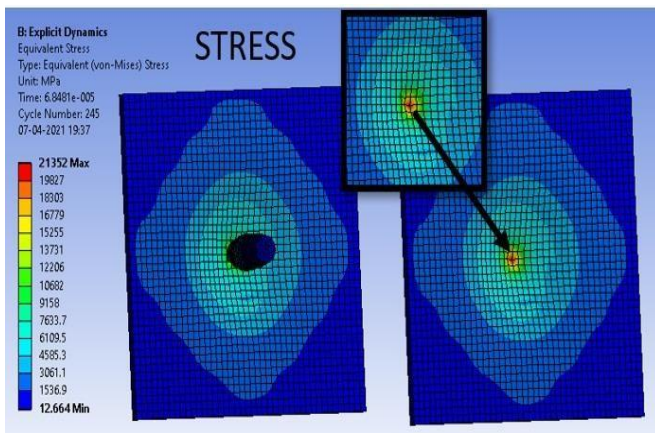 B: Explicit Dynamics
Equivalent Stress
Type: Equivalent (von-Mises) Stress
Unit: MPa
Time: 6.8481e-005
Cycle Number: 245
07-04-2021 19:37
STRESS
21352 Max
19827
18303
16779
15255
13731
12206
10682
9158
7633.7
6109.5
4585.3
3061.1
1536.9
12.664 Min